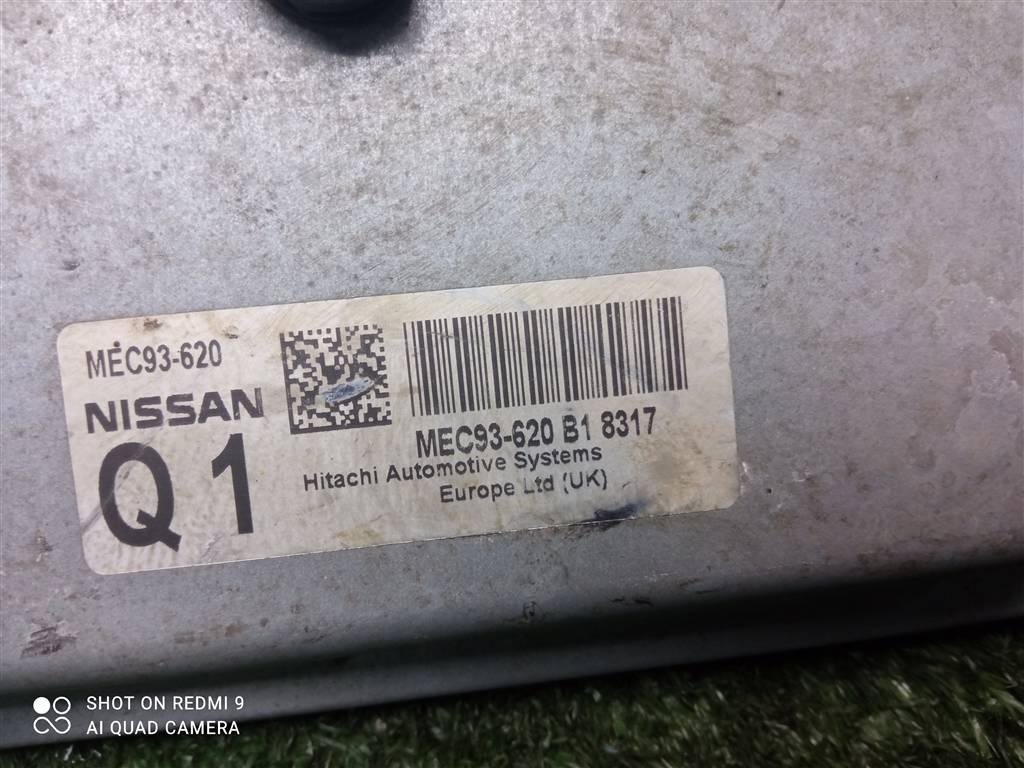 MEC93-620
NISSAN
Q1
MEC93-620 B1 8317
Hitachi Automotive Systems
Europe Ltd (UK)
SHOT ON REDMI 9
AI QUAD CAMERA